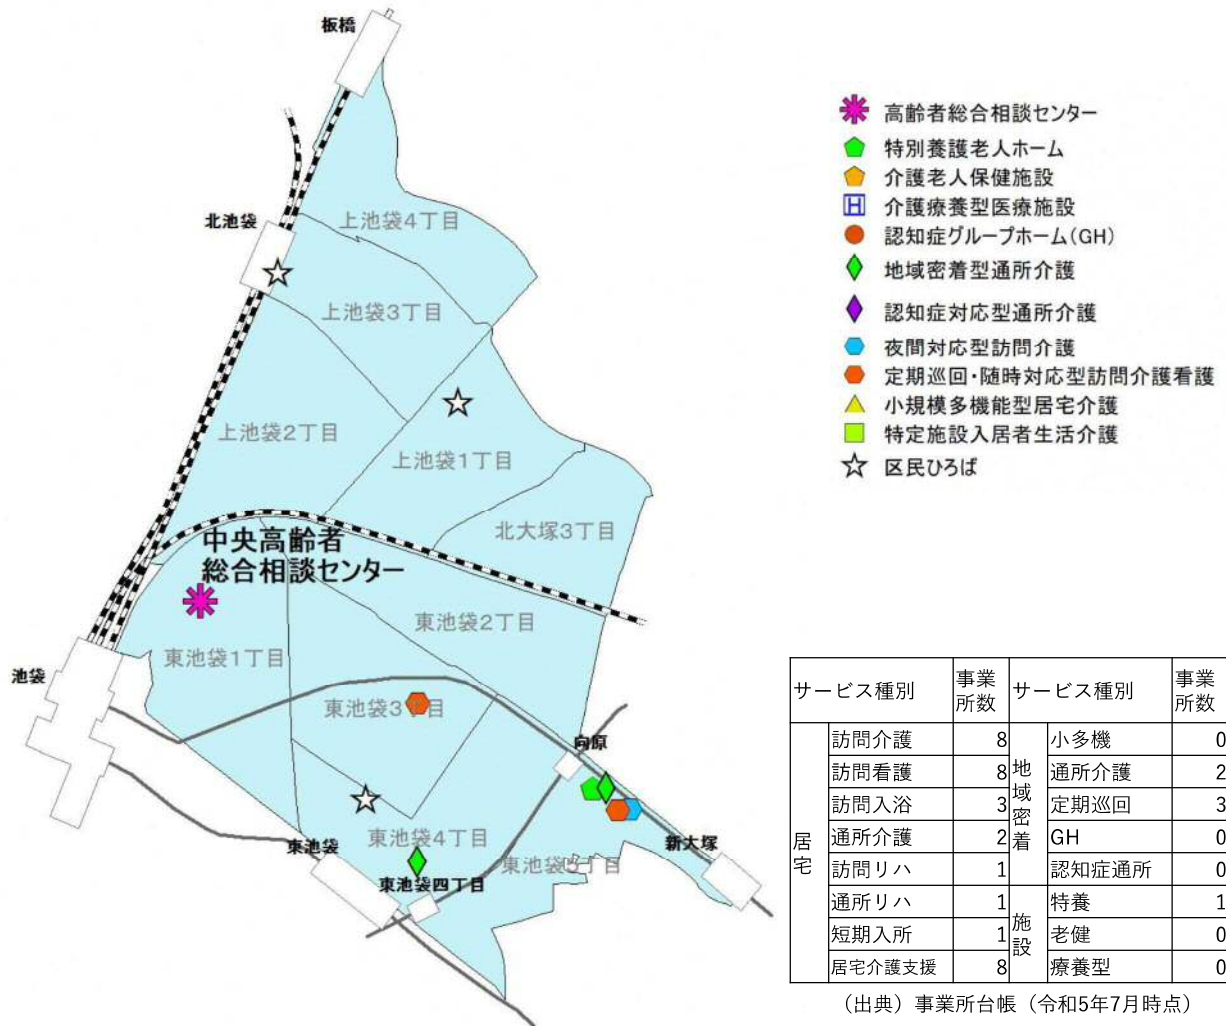 板橋
北池袋
上池袋4丁目
上池袋3丁目
上池袋2丁目
上池袋1丁目
北大塚3丁目
中央高齢者
総合相談センター
東池袋2丁目
東池袋1丁目
池袋
東池袋3丁目
向原
東池袋4丁目
東池袋
東池袋5丁目
新大塚
東池袋四丁目
高齢者総合相談センター
特別養護老人ホーム
介護老人保健施設
H 介護療養型医療施設
認知症グループホーム(GH)
地域密着型通所介護
認知症対応型通所介護
夜間対応型訪問介護
定期巡回・随時対応型訪問介護看護
小規模多機能型居宅介護
特定施設入居者生活介護
区民ひろば
サービス種別 事業所数 サービス種別 事業所数
居宅 訪問介護 8 地域密着 小多機 0
訪問看護 8 通所介護 2
訪問入浴 3 定期巡回 3
通所介護 2 GH 0
訪問リハ 1 認知症通所 0
通所リハ 1 施設 特養 1
短期入所 1 老健 0
居宅介護支援 8 療養型 0
（出典）事業所台帳（令和5年7月時点）